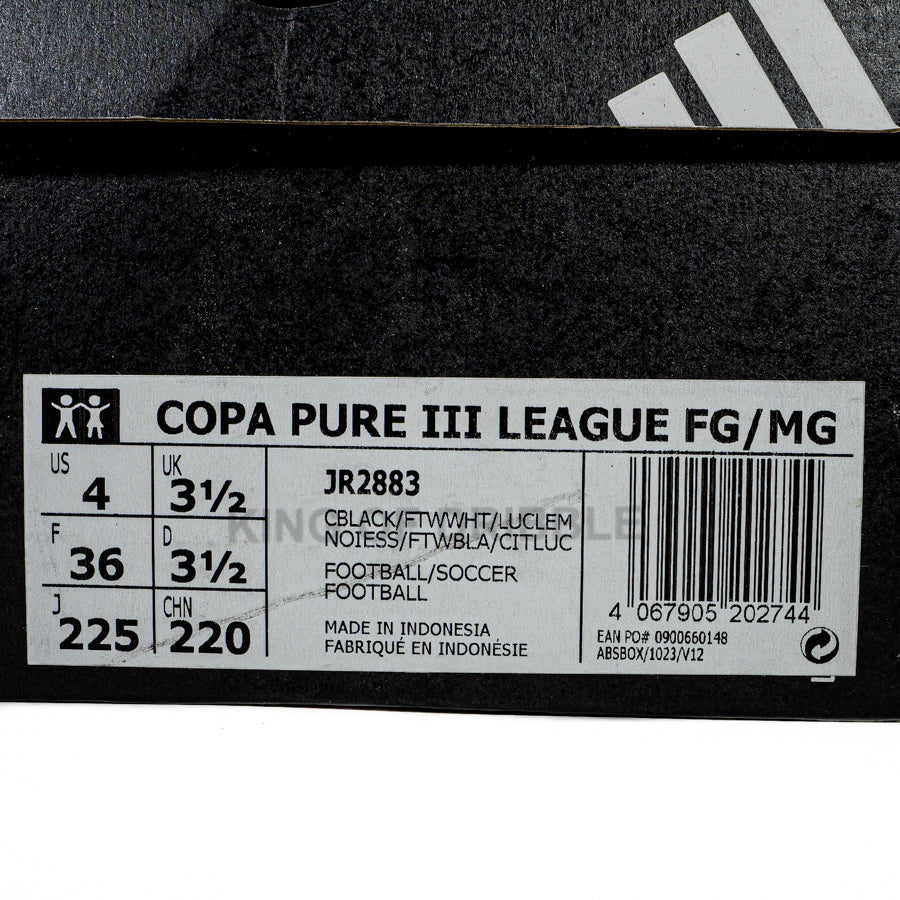 COPA PURE III LEAGUE FG/MG
US 4
UK 3½
F 36
D 3½
J 225
CHN 220
JR2883
CBLACK/FTWWHT/LUCLEM
NOIESS/FTWBLA/CITLUC
FOOTBALL/SOCCER
FOOTBALL
MADE IN INDONESIA
FABRIQUÉ EN INDONÉSIE
4 067905 202744
EAN PO# 0900660148
ABSBOX/1023/V12